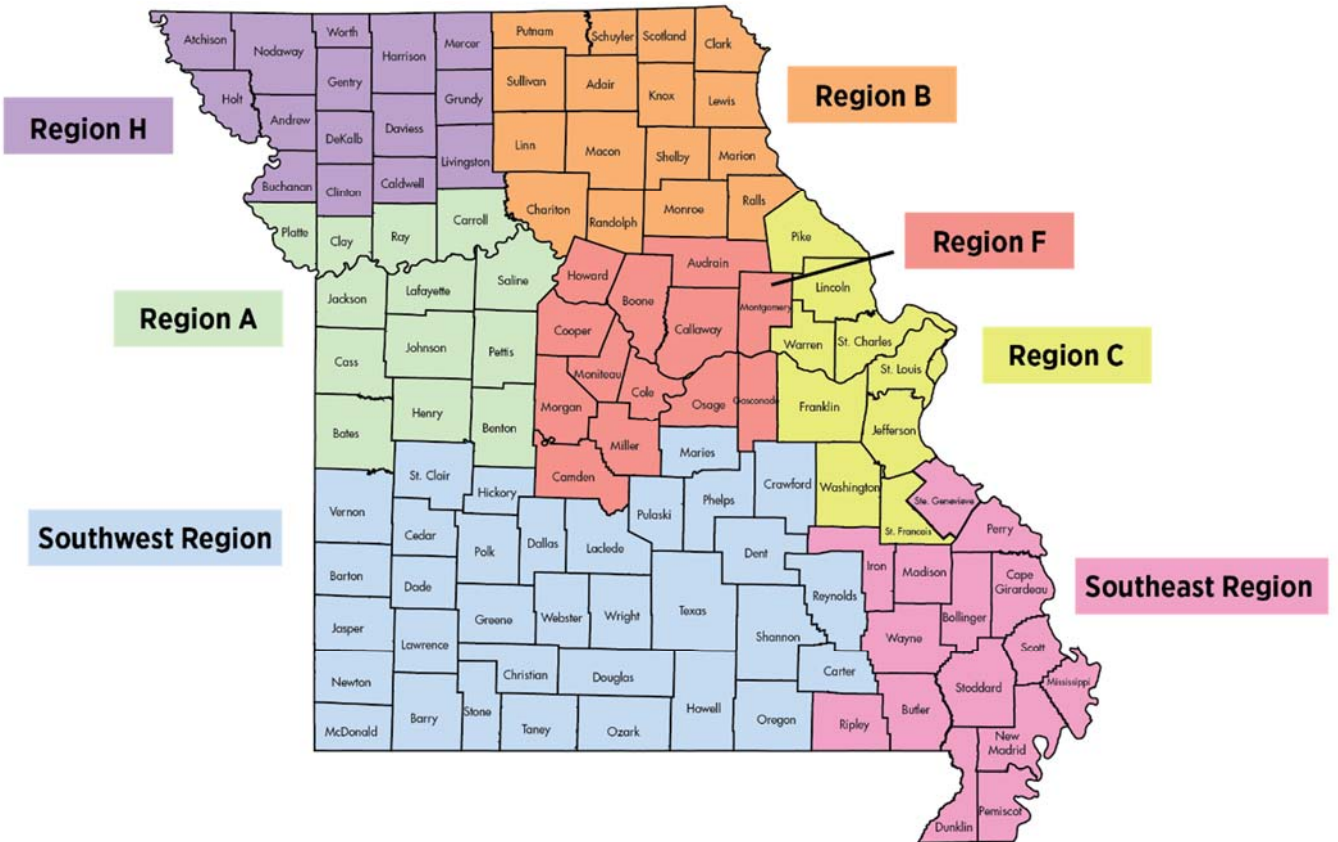 Atchison
Nodaway
Worth
Harrison
Mercer
Putnam
Schuyler
Scotland
Clark
Holt
Gentry
Grundy
Sullivan
Adair
Knox
Lewis
Region B
Region H
Andrew
DeKalb
Daviess
Livingston
Linn
Macon
Shelby
Marion
Buchanan
Clinton
Caldwell
Carroll
Chariton
Randolph
Monroe
Ralls
Platte
Clay
Ray
Pike
Region F
Howard
Audrain
Saline
Jackson
Lafayette
Boone
Lincoln
Montgomery
Region A
Cooper
Callaway
Warren
St. Charles
Johnson
Pettis
Region C
Cass
Moniteau
St. Louis
Cole
Osage
Gasconade
Franklin
Henry
Morgan
Bates
Benton
Jefferson
Miller
Maries
St. Clair
Camden
Crawford
Washington
Hickory
Phelps
Ste. Genevieve
Vernon
Pulaski
Perry
St. Francois
Southwest Region
Cedar
Polk
Dallas
Laclede
Dent
Barton
Dade
Iron
Madison
Cape
Girardeau
Southeast Region
Reynolds
Greene
Webster
Wright
Texas
Bollinger
Jasper
Lawrence
Shannon
Wayne
Scott
Newton
Christian
Douglas
Carter
Stoddard
Mississippi
McDonald
Barry
Stone
Taney
Ozark
Howell
Oregon
Ripley
Butler
New
Madrid
Pemiscot
Dunklin